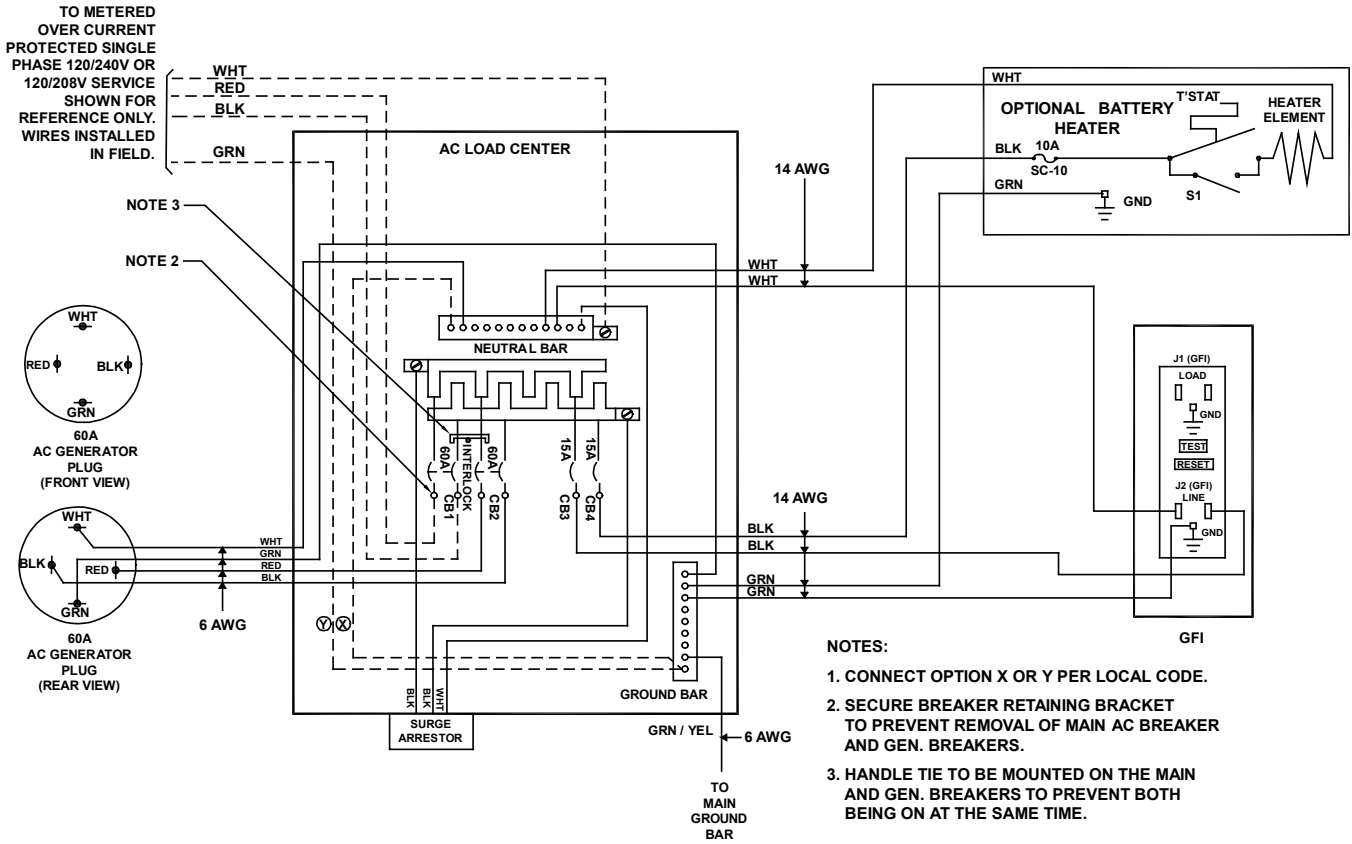 TO METERED
OVER CURRENT
PROTECTED SINGLE
PHASE 120/240V OR
120/208V SERVICE
SHOWN FOR
REFERENCE ONLY.
WIRES INSTALLED
IN FIELD.
WHT
RED
BLK
GRN
NOTE 3
NOTE 2
AC LOAD CENTER
14 AWG
WHT
OPTIONAL BATTERY
HEATER
T'STAT
HEATER
ELEMENT
BLK
10A
SC-10
S1
GRN
GND
WHT
WHT
NEUTRAL BAR
WHT
RED
BLK
GRN
60A
AC GENERATOR
PLUG
(FRONT VIEW)
60A
INTERLOCK
60A
15A
15A
CB1
CB2
CB3
CB4
J1 (GFI)
LOAD
GND
TEST
RESET
J2 (GFI)
LINE
GND
GFI
14 AWG
BLK
BLK
GRN
GRN
WHT
BLK
RED
GRN
60A
AC GENERATOR
PLUG
(REAR VIEW)
WHT
GRN
RED
BLK
6 AWG
Y X
GROUND BAR
BLK
BLK
WHT
SURGE
ARRESTOR
GRN / YEL
6 AWG
TO
MAIN
GROUND
BAR
NOTES:
1. CONNECT OPTION X OR Y PER LOCAL CODE.
2. SECURE BREAKER RETAINING BRACKET
TO PREVENT REMOVAL OF MAIN AC BREAKER
AND GEN. BREAKERS.
3. HANDLE TIE TO BE MOUNTED ON THE MAIN
AND GEN. BREAKERS TO PREVENT BOTH
BEING ON AT THE SAME TIME.